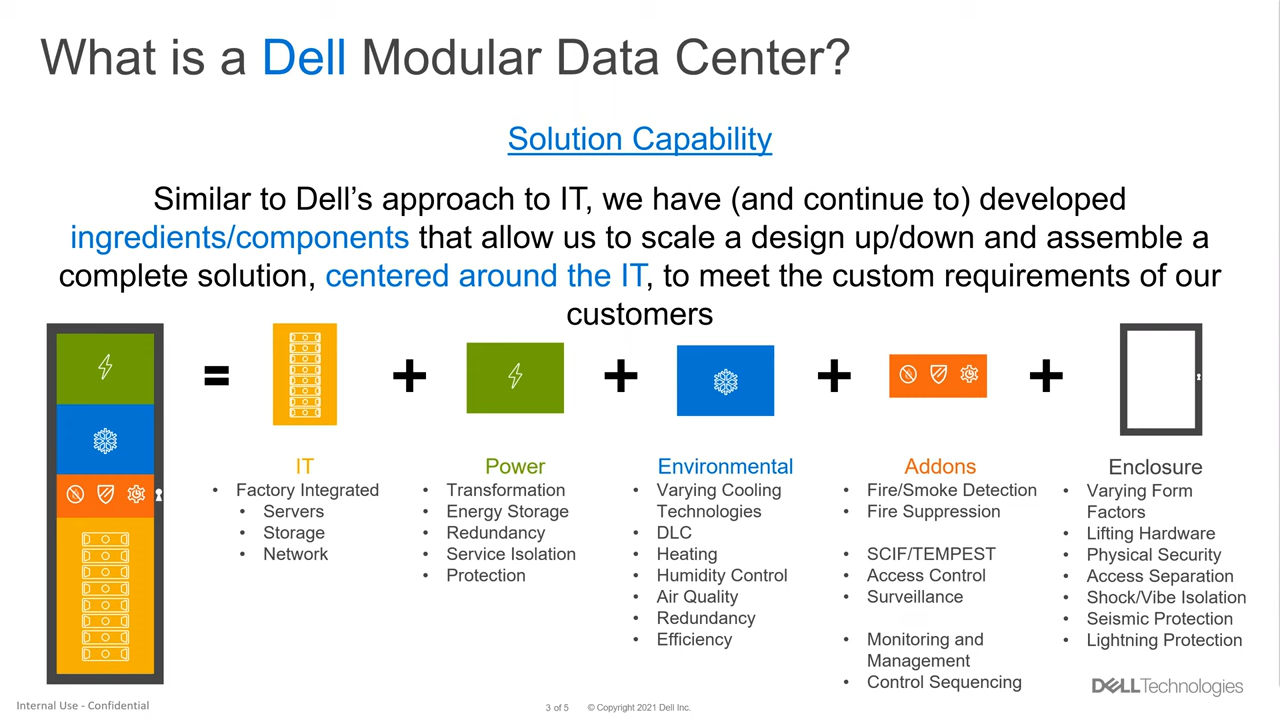 What is a Dell Modular Data Center?
Solution Capability
Similar to Dell's approach to IT, we have (and continue to) developed
ingredients/components that allow us to scale a design up/down and assemble a
complete solution, centered around the IT, to meet the custom requirements of our
customers
=
+
+
+
+
IT
• Factory Integrated
• Servers
• Storage
• Network
Power
• Transformation
• Energy Storage
• Redundancy
• Service Isolation
• Protection
Environmental
• Varying Cooling
Technologies
• DLC
• Heating
• Humidity Control
• Air Quality
• Redundancy
• Efficiency
Addons
• Fire/Smoke Detection
• Fire Suppression
• SCIF/TEMPEST
• Access Control
• Surveillance
• Monitoring and
Management
• Control Sequencing
Enclosure
• Varying Form
Factors
• Lifting Hardware
• Physical Security
• Access Separation
• Shock/Vibe Isolation
• Seismic Protection
• Lightning Protection
Internal Use - Confidential
3 of 5
© Copyright 2021 Dell Inc.
DELLTechnologies